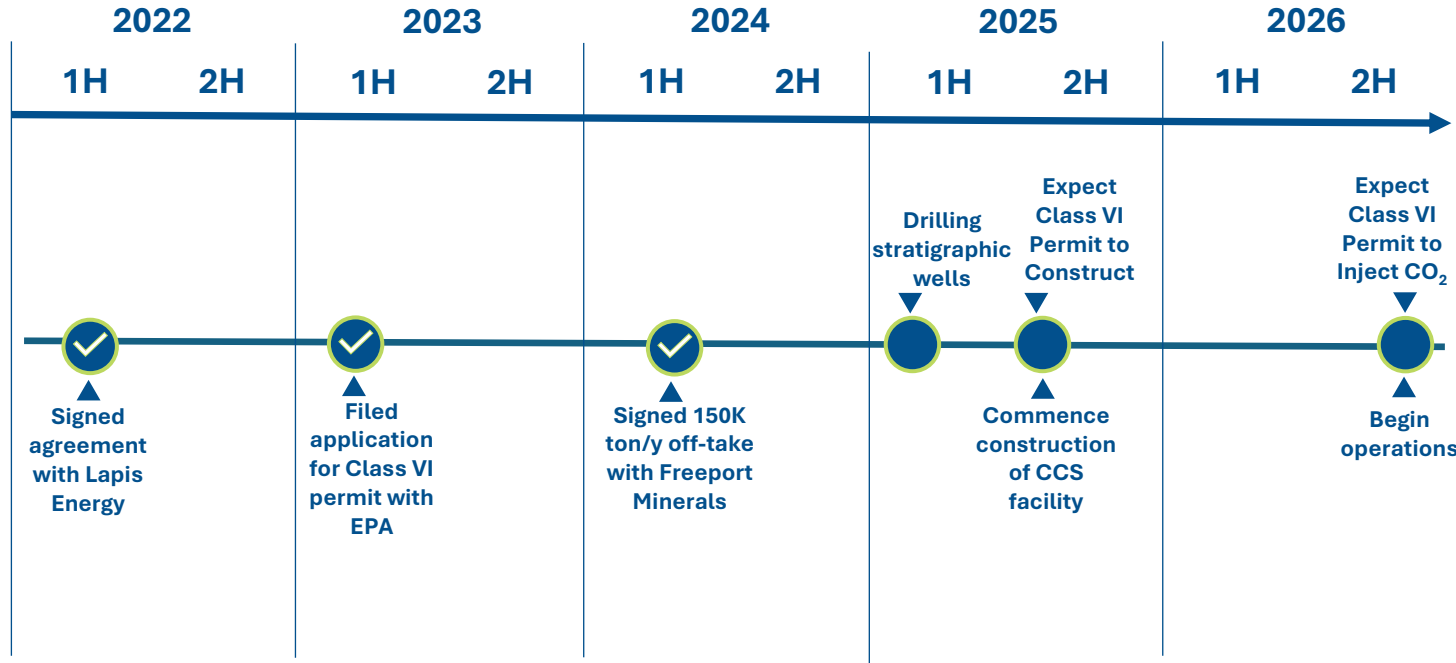 2022
2023
2024
2025
2026
1H
2H
1H
2H
1H
2H
1H
2H
1H
2H
Signed
agreement
with Lapis
Energy
Filed
application
for Class VI
permit with
EPA
Signed 150K
ton/y off-take
with Freeport
Minerals
Drilling
stratigraphic
wells
Expect
Class VI
Permit to
Construct
Commence
construction
of CCS
facility
Expect
Class VI
Permit to
Inject CO₂
Begin
operations